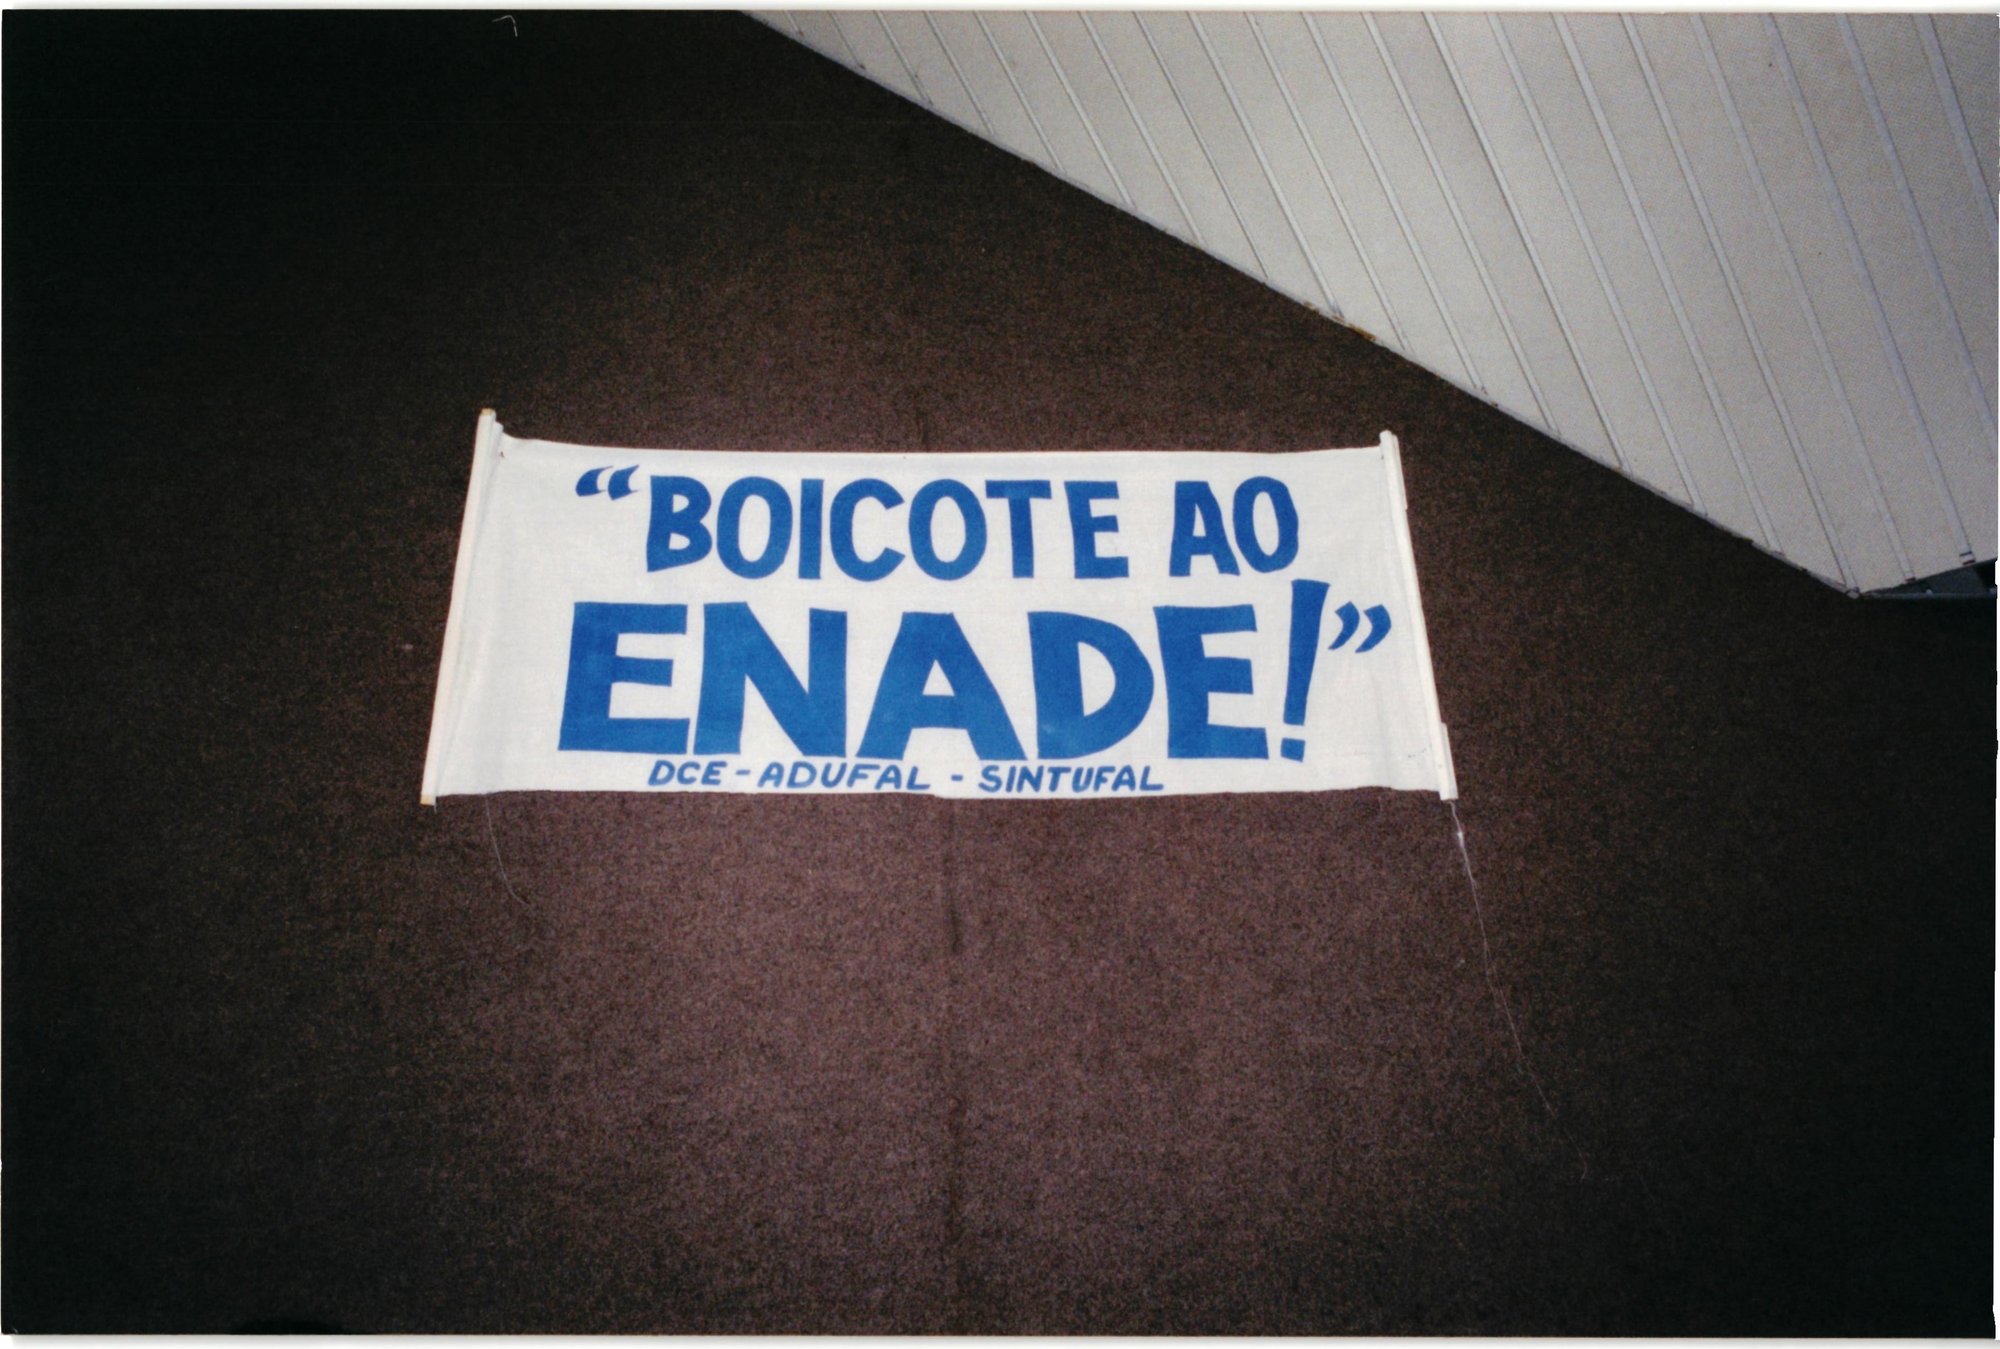 “BOICOTE AO
ENADE!”
DCE - ADUFAL - SINTUFAL